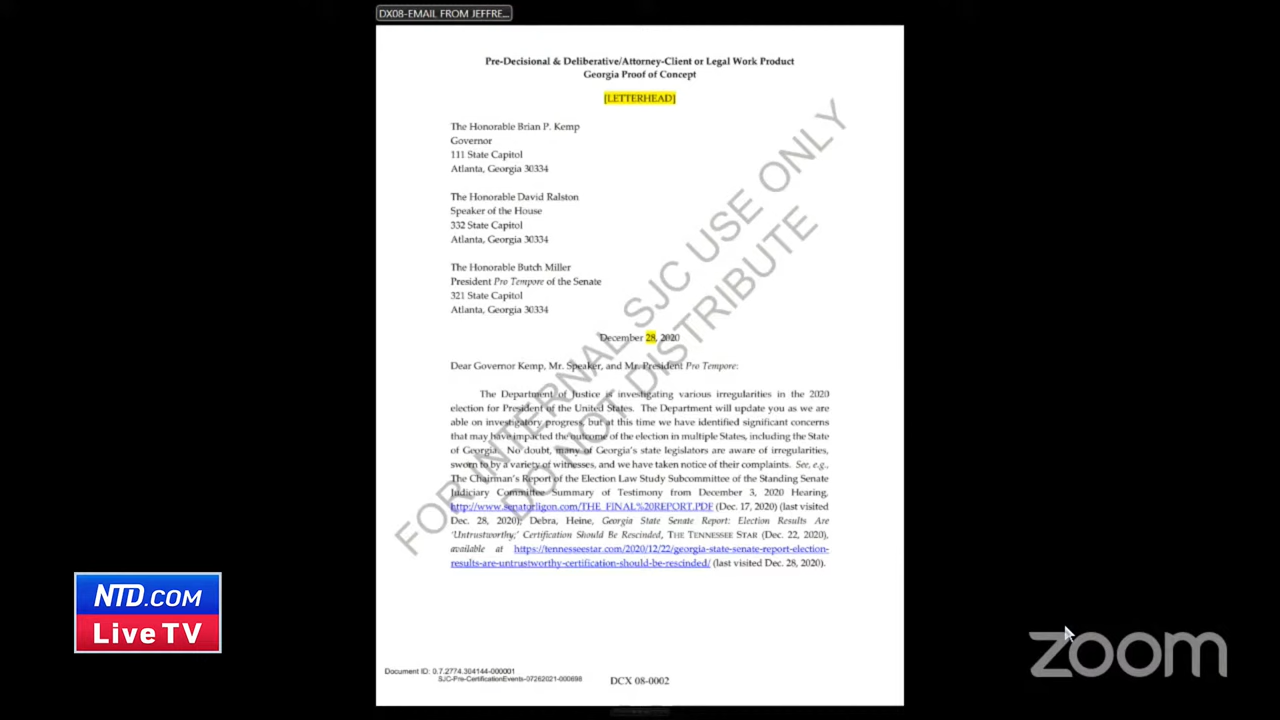 DX08-EMAIL FROM JEFFRE...
Pre-Decisional & Deliberative/Attorney-Client or Legal Work Product
Georgia Proof of Concept
[LETTERHEAD]
The Honorable Brian P. Kemp
Governor
111 State Capitol
Atlanta, Georgia 30334
The Honorable David Ralston
Speaker of the House
332 State Capitol
Atlanta, Georgia 30334
The Honorable Butch Miller
President Pro Tempore of the Senate
321 State Capitol
Atlanta, Georgia 30334
December 28, 2020
Dear Governor Kemp, Mr. Speaker, and Mr. President Pro Tempore:
The Department of Justice is investigating various irregularities in the 2020
election for President of the United States. The Department will update you as we are
able on investigatory progress, but at this time we have identified significant concerns
that may have impacted the outcome of the election in multiple States, including the State
of Georgia. No doubt, many of Georgia's state legislators are aware of irregularities,
sworn to by a variety of witnesses, and we have taken notice of their complaints. See, e.g.,
The Chairman's Report of the Election Law Study Subcommittee of the Standing Senate
Judiciary Committee Summary of Testimony from December 3, 2020 Hearing,
http://www.senatorligon.com/THE_FINAL%20REPORT.PDF (Dec. 17, 2020) (last visited
Dec. 28, 2020); Debra, Heine, Georgia State Senate Report: Election Results Are
'Untrustworthy;' Certification Should Be Rescinded, THE TENNESSEE STAR (Dec. 22, 2020),
available at https://tennesseestar.com/2020/12/22/georgia-state-senate-report-election-
results-are-untrustworthy-certification-should-be-rescinded/ (last visited Dec. 28, 2020).
FOR INTERNAL SJC USE ONLY
DO NOT DISTRIBUTE
NTD.COM
Live TV
zoom
Document ID: 0.7.2774.304144-000001
SJC-Pre-CertificationEvents-07262021-000698
DCX 08-0002